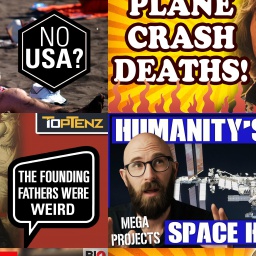 NO
USA?
PLANE
CRASH
DEATHS!
TOPTENZ
THE FOUNDING
FATHERS WERE
WEIRD
HUMANITY'S
MEGA
PROJECTS
SPACE H